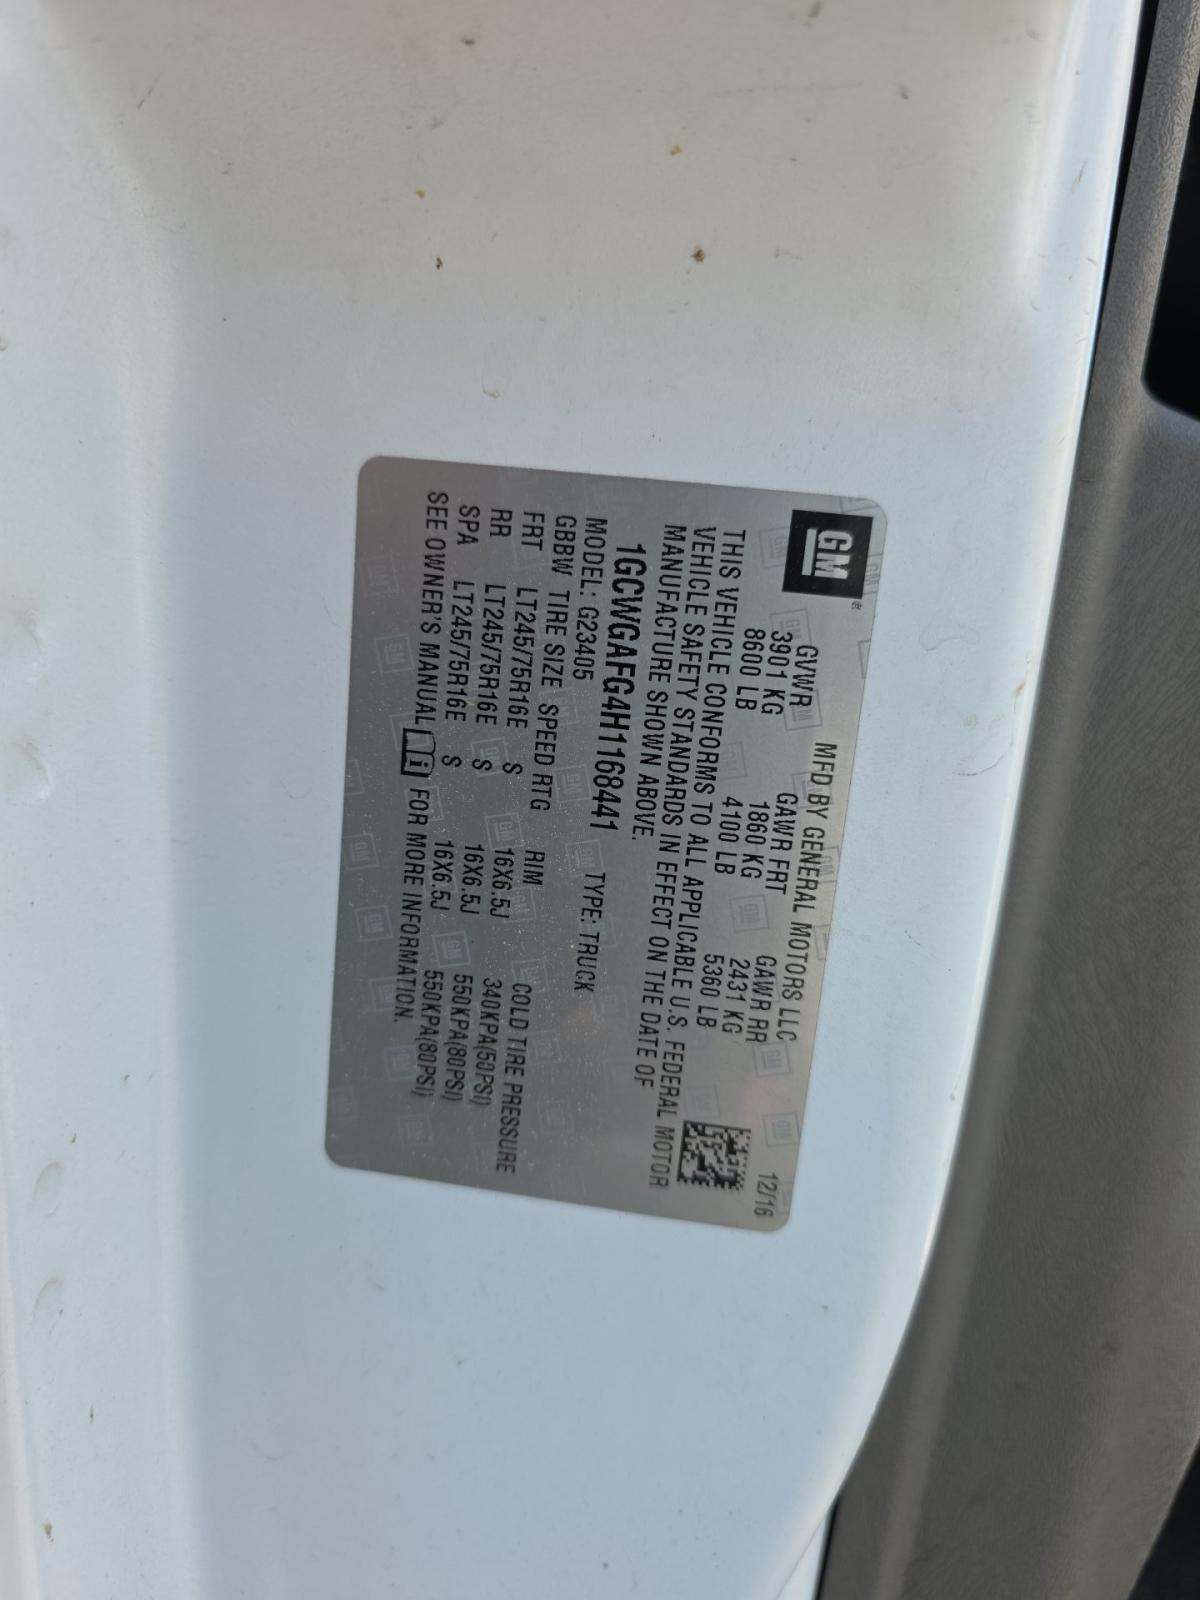 GM
MFD BY GENERAL MOTORS LLC 12/16
GVWR GAWR FRT GAWR RR
3901 KG 1860 KG 2431 KG
8600 LB 4100 LB 5360 LB
THIS VEHICLE CONFORMS TO ALL APPLICABLE U.S. FEDERAL MOTOR
VEHICLE SAFETY STANDARDS IN EFFECT ON THE DATE OF
MANUFACTURE SHOWN ABOVE.
1GCWGAFG4H1168441 TYPE: TRUCK
MODEL: G23405
GBBW TIRE SIZE SPEED RTG RIM COLD TIRE PRESSURE
FRT LT245/75R16E S 16X6.5J 340KPA(50PSI)
RR LT245/75R16E S 16X6.5J 550KPA(80PSI)
SPA LT245/75R16E S 16X6.5J 550KPA(80PSI)
SEE OWNER'S MANUAL i FOR MORE INFORMATION.